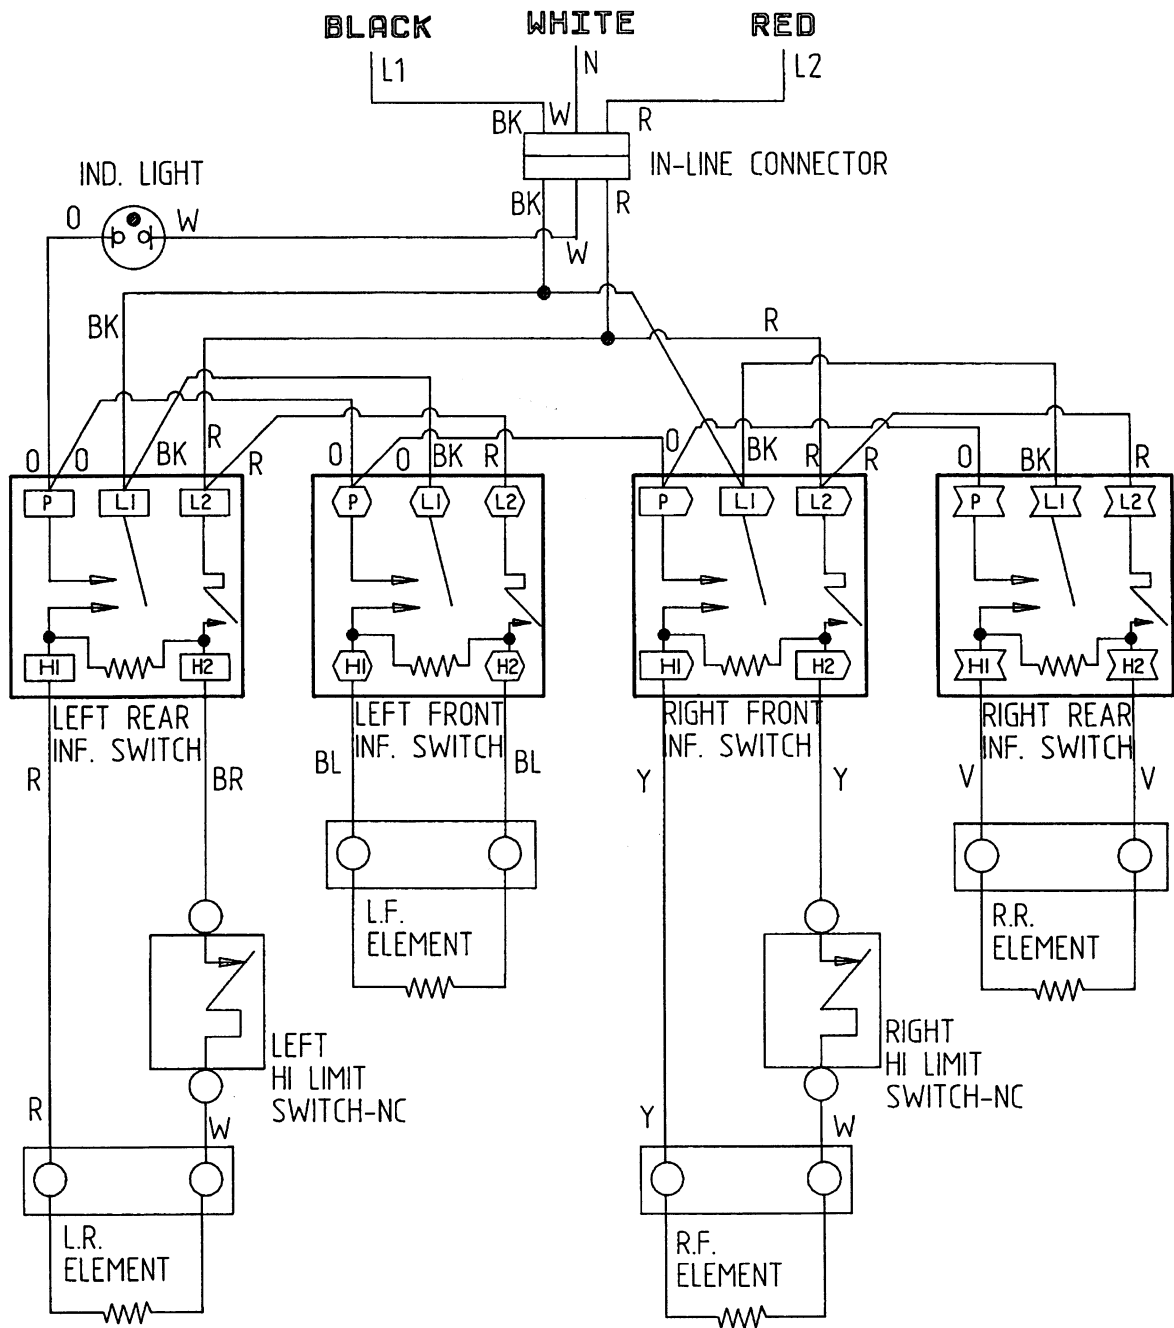 BLACK WHITE RED
L1 N L2
BK W R
IN-LINE CONNECTOR
IND. LIGHT
BK R
O W
W
BK R
R
BK R
O BK R
O O R
O O BK R R
O BK R
P L1 L2
P L1 L2
P L1 L2
P L1 L2
H1 H2
H1 H2
H1 H2
H1 H2
LEFT REAR
INF. SWITCH
LEFT FRONT
INF. SWITCH
RIGHT FRONT
INF. SWITCH
RIGHT REAR
INF. SWITCH
R BR BL BL Y Y V V
L.F.
ELEMENT
R.R.
ELEMENT
LEFT
HI LIMIT
SWITCH-NC
RIGHT
HI LIMIT
SWITCH-NC
R W Y W
L.R.
ELEMENT
R.F.
ELEMENT